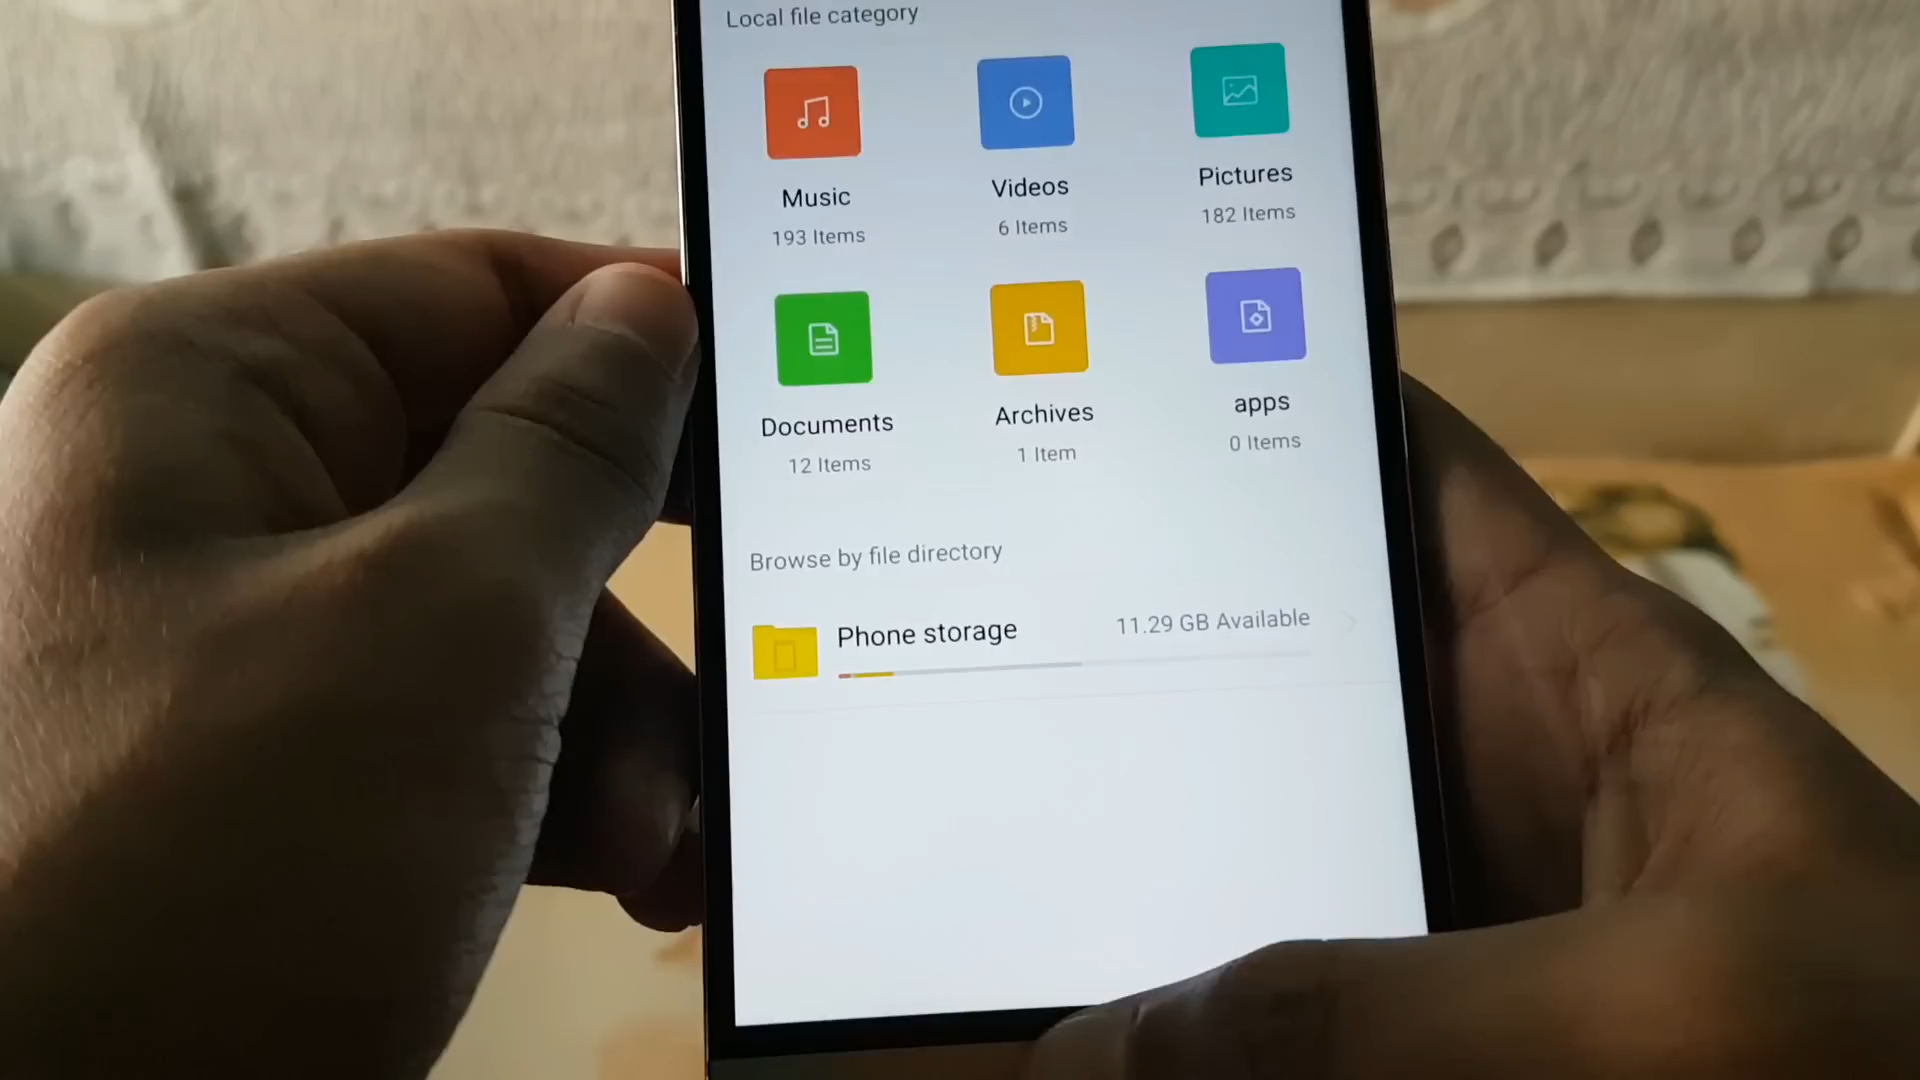 Local file category
Music
Videos
Pictures
193 Items
6 Items
182 Items
Documents
Archives
apps
12 Items
1 Item
0 Items
Browse by file directory
Phone storage
11.29 GB Available